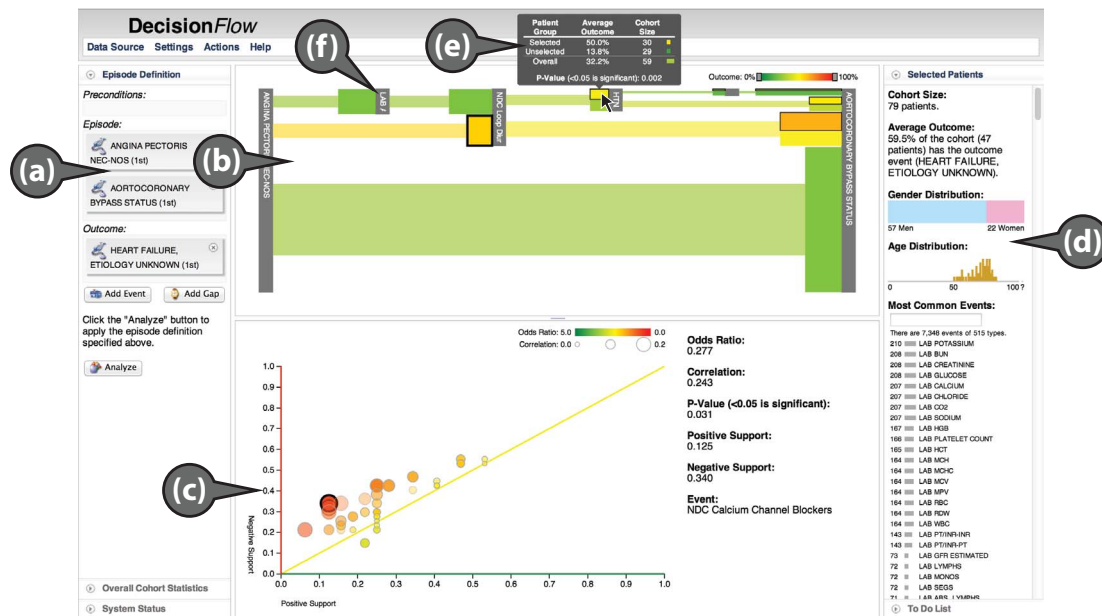 DecisionFlow
Data Source Settings Actions Help
Episode Definition
Preconditions:
Episode:
ANGINA PECTORIS
NEC-NOS (1st)
AORTOCORONARY
BYPASS STATUS (1st)
Outcome:
HEART FAILURE,
ETIOLOGY UNKNOWN (1st)
Add Event
Add Gap
Click the "Analyze" button to
apply the episode definition
specified above.
Analyze
Overall Cohort Statistics
System Status
(a)
(b)
(c)
(d)
(e)
(f)
Patient Group Average Outcome Cohort Size
Selected 50.0% 30
Unselected 13.8% 29
Overall 32.2% 59
P-Value (<0.05 is significant): 0.002
Outcome: 0% 100%
ANGINA PECTORIS NEC-NOS
LAB
NDC Loop Diur
HTN
AORTOCORONARY BYPASS STATUS
Odds Ratio: 5.0 0.0
Correlation: 0.0 0.2
1.0
0.9
0.8
0.7
0.6
0.5
0.4
0.3
0.2
0.1
0.0
Negative Support
0.0 0.1 0.2 0.3 0.4 0.5 0.6 0.7 0.8 0.9 1.0
Positive Support
Odds Ratio:
0.277
Correlation:
0.243
P-Value (<0.05 is significant):
0.031
Positive Support:
0.125
Negative Support:
0.340
Event:
NDC Calcium Channel Blockers
Selected Patients
Cohort Size:
79 patients.
Average Outcome:
59.5% of the cohort (47
patients) has the outcome
event (HEART FAILURE,
ETIOLOGY UNKNOWN).
Gender Distribution:
57 Men 22 Women
Age Distribution:
0 50 100?
Most Common Events:
There are 7,348 events of 515 types.
210 LAB POTASSIUM
208 LAB BUN
208 LAB CREATININE
208 LAB GLUCOSE
207 LAB CALCIUM
207 LAB CHLORIDE
207 LAB CO2
207 LAB SODIUM
167 LAB HGB
166 LAB PLATELET COUNT
165 LAB HCT
164 LAB MCH
164 LAB MCHC
164 LAB MCV
164 LAB MPV
164 LAB RBC
164 LAB RDW
164 LAB WBC
143 LAB PT/INR-INR
143 LAB PT/INR-PT
73 LAB GFR ESTIMATED
72 LAB LYMPHS
72 LAB MONOS
72 LAB SEGS
71 LAB ABS. LYMPHS
To Do List